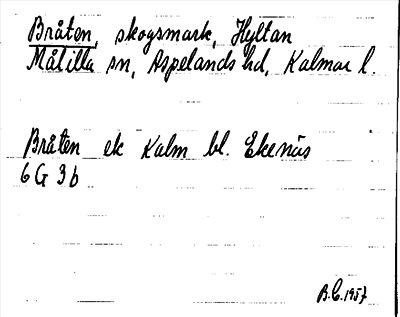 Bråten, skogsmark, Hyltan
Målilla sn, Aspelands hd, Kalmar l.
Bråten ek Kalm bl. Ekenäs
6 G 3 b
B.C. 1957